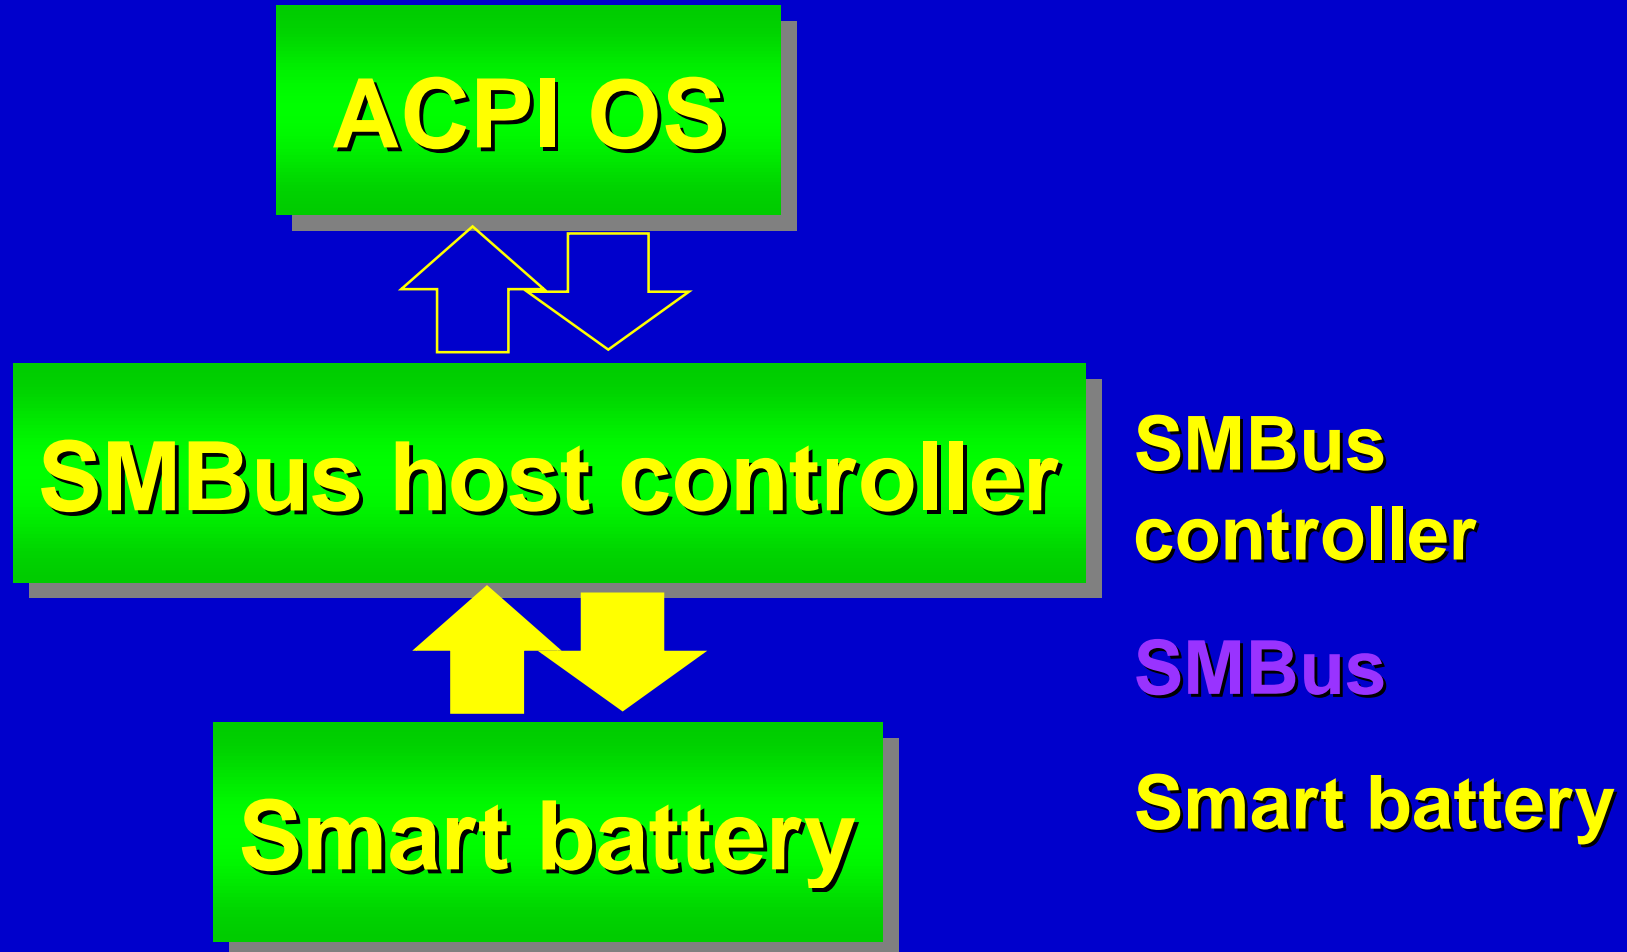 ACPI OS
SMBus host controller
SMBus
controller
SMBus
Smart battery
Smart battery